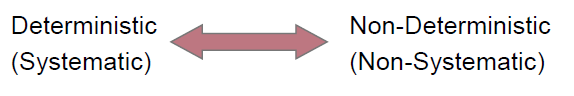 Deterministic
(Systematic)
Non-Deterministic
(Non-Systematic)